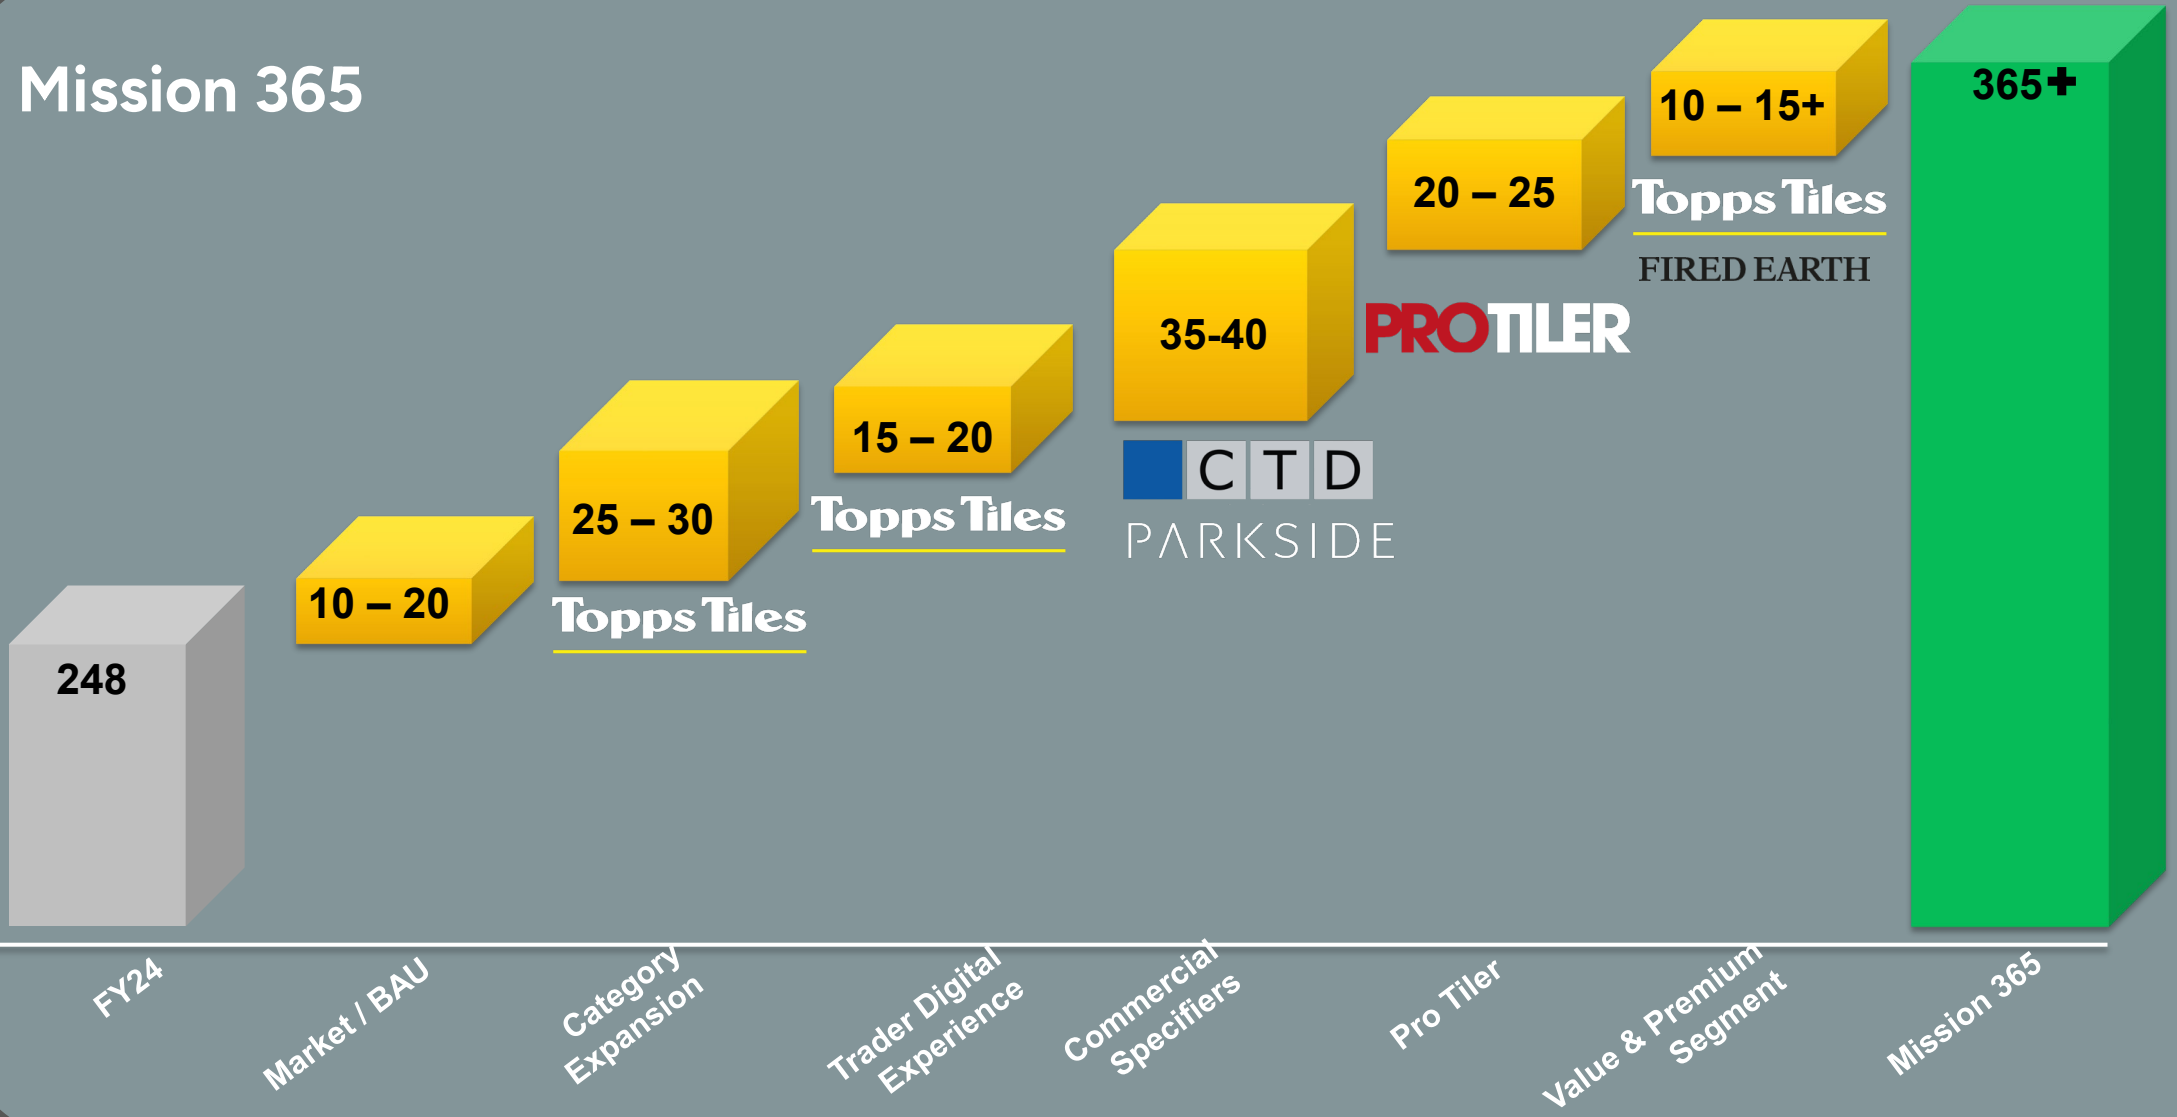 Mission 365
248
10 – 20
25 – 30
Topps Tiles
15 – 20
Topps Tiles
35-40
CTD
PARKSIDE
20 – 25
PROTILER
10 – 15+
Topps Tiles
FIRED EARTH
365+
FY24
Market / BAU
Category
Expansion
Trader Digital
Experience
Commercial
Specifiers
Pro Tiler
Value & Premium
Segment
Mission 365